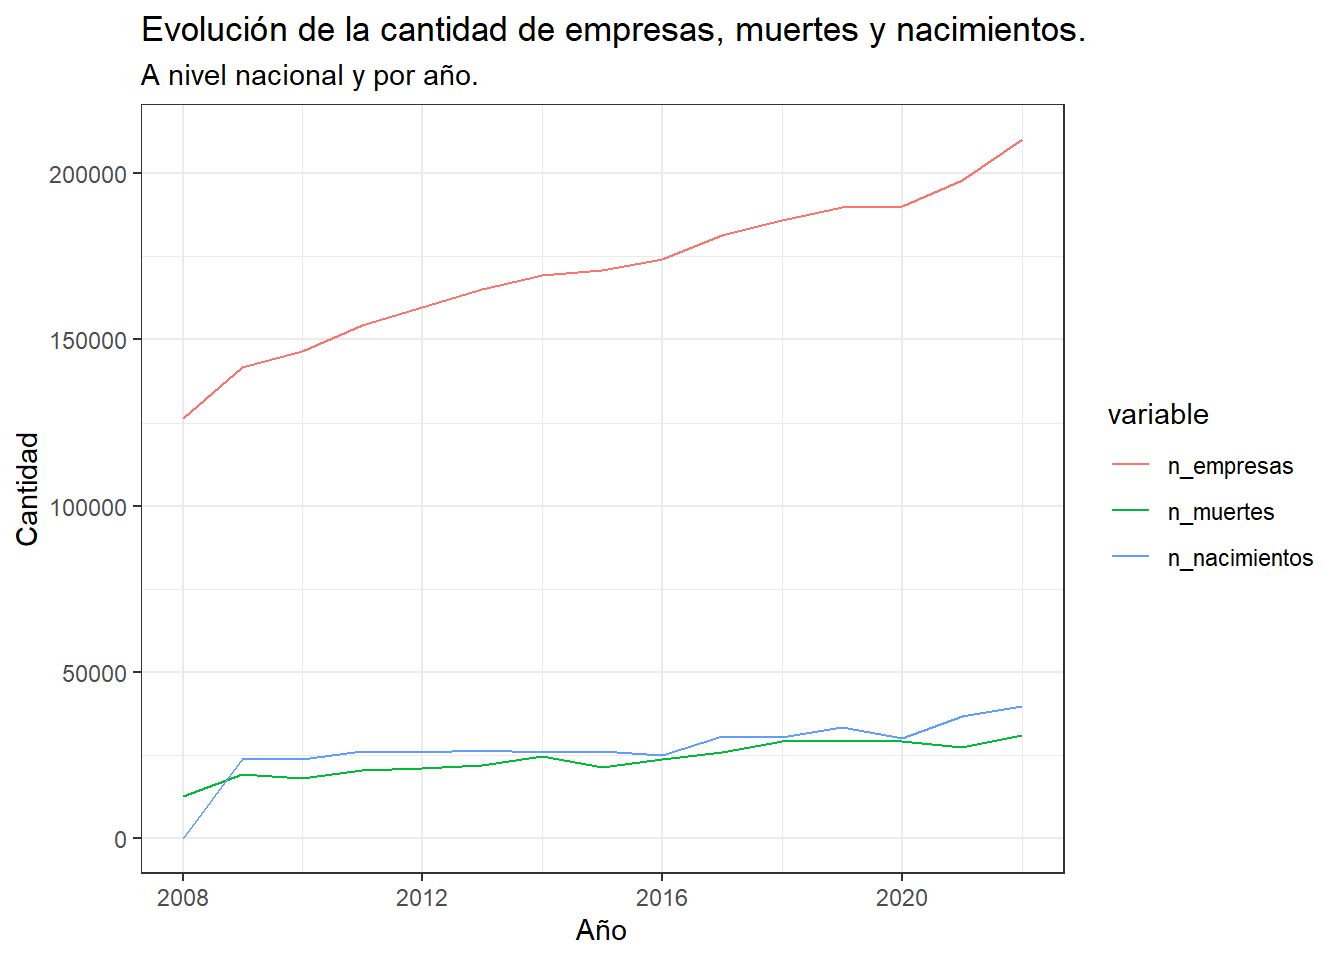 Evolución de la cantidad de empresas, muertes y nacimientos.
A nivel nacional y por año.
200000
150000
100000
50000
0
Cantidad
2008 2012 2016 2020
Año
variable
n_empresas
n_muertes
n_nacimientos